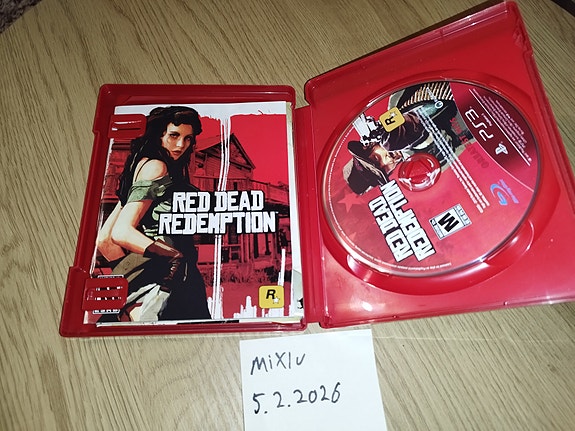 RED DEAD
REDEMPTION
R
PS3
R
RED DEAD
REDEMPTION
M
Mixlu
5.2.2026